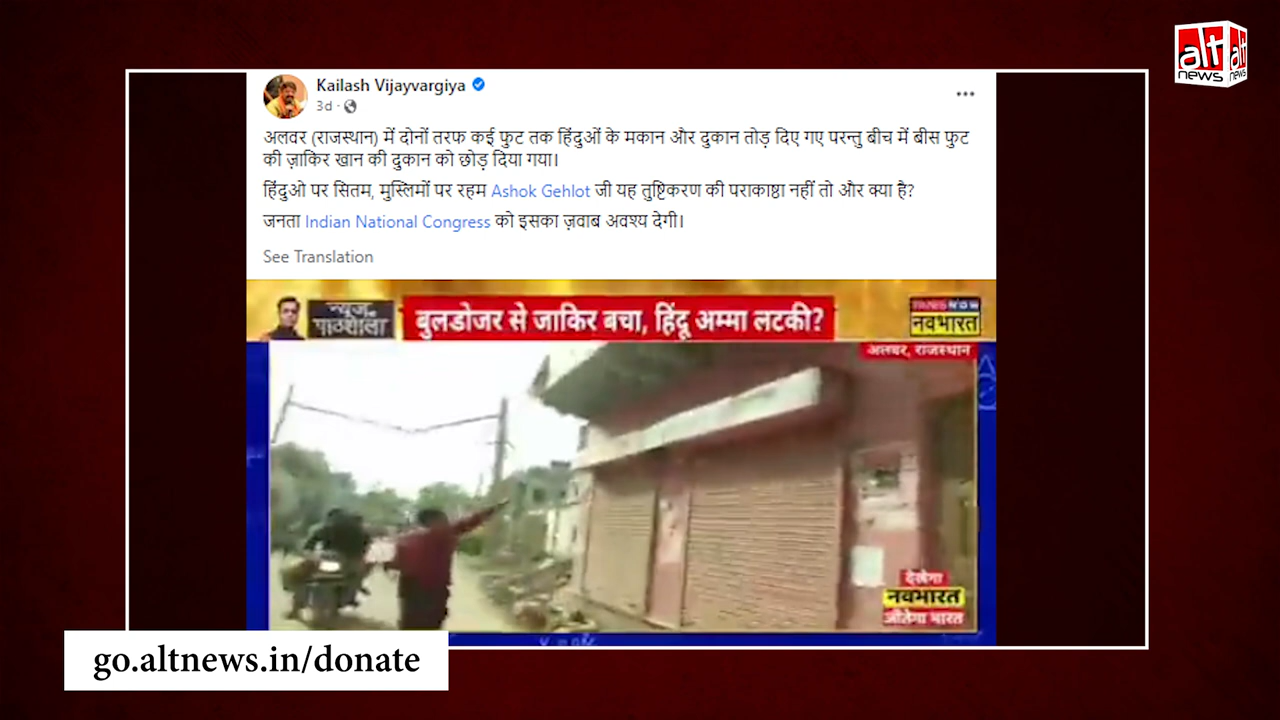 alt
news
alt
news
Kailash Vijayvargiya
3d
अलवर (राजस्थान) में दोनों तरफ कई फुट तक हिंदुओं के मकान और दुकान तोड़ दिए गए परन्तु बीच में बीस फुट
की ज़ाकिर खान की दुकान को छोड़ दिया गया।
हिंदुओ पर सितम, मुस्लिमों पर रहम Ashok Gehlot जी यह तुष्टिकरण की पराकाष्ठा नहीं तो और क्या है?
जनता Indian National Congress को इसका ज़वाब अवश्य देगी।
See Translation
न्यूज़
पाठशाला
बुलडोजर से जाकिर बचा, हिंदू अम्मा लटकी?
TIMES NOW
नवभारत
अलवर, राजस्थान
देखेगा
नवभारत
जीतेगा भारत
go.altnews.in/donate